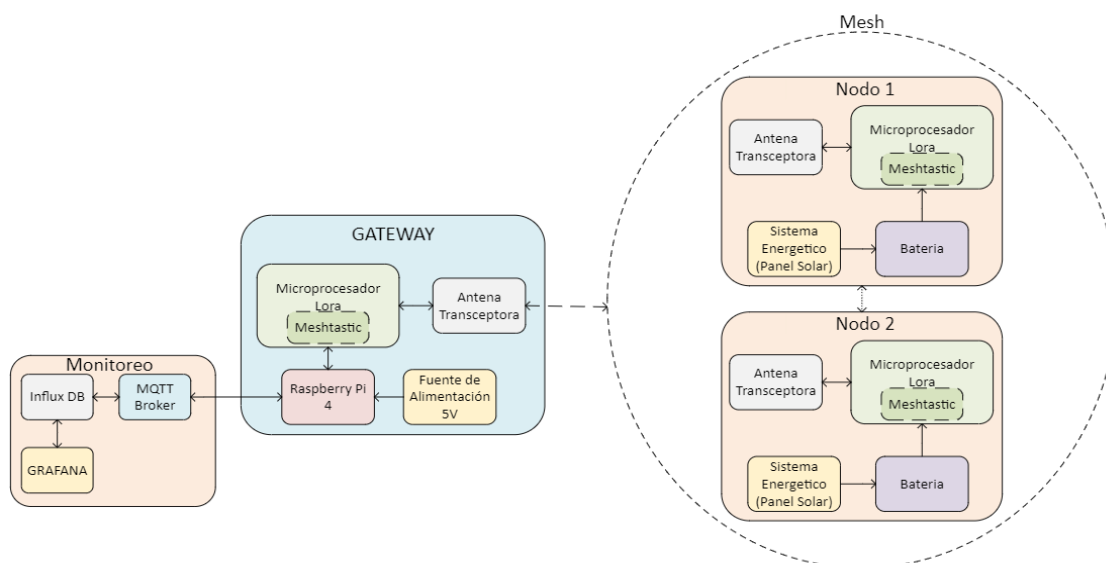 Mesh
Nodo 1
Antena
Transceptora
Microprocesador
Lora
Meshtastic
Sistema
Energetico
(Panel Solar)
Bateria
GATEWAY
Microprocesador
Lora
Meshtastic
Antena
Transceptora
Raspberry Pi
4
Fuente de
Alimentación
5V
Monitoreo
Influx DB
MQTT
Broker
GRAFANA
Nodo 2
Antena
Transceptora
Microprocesador
Lora
Meshtastic
Sistema
Energetico
(Panel Solar)
Bateria